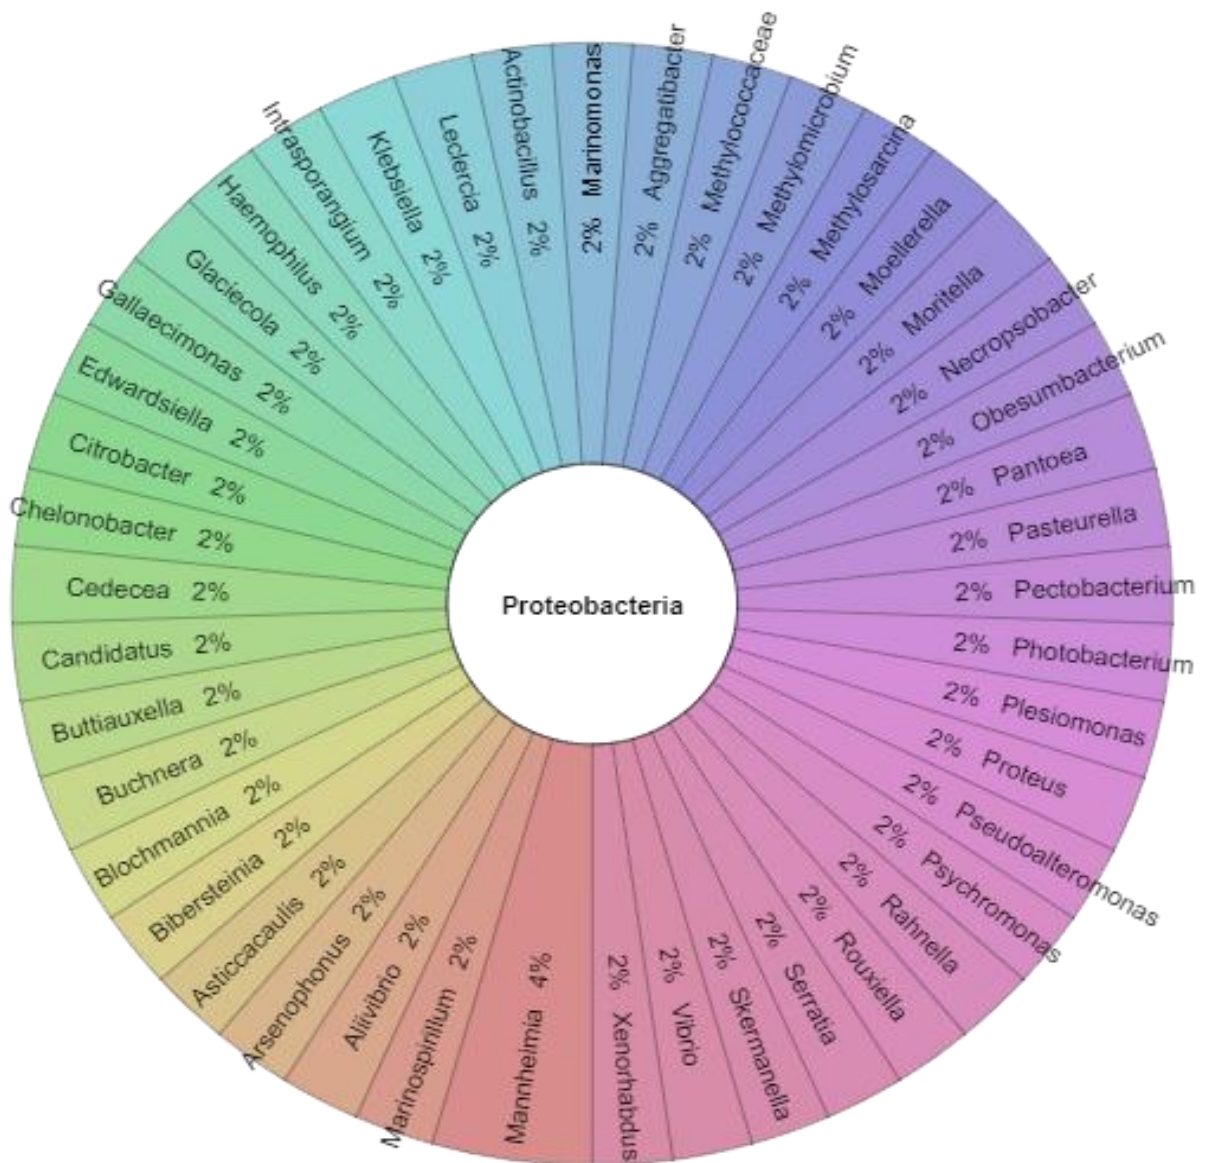 Proteobacteria
Marinomonas 2%
Aggregatibacter 2%
Methylococcaceae 2%
Methylomicrobium 2%
Methylosarcina 2%
Moellerella 2%
Moritella 2%
Necropsobacter 2%
Obesumbacterium 2%
Pantoea 2%
Pasteurella 2%
Pectobacterium 2%
Photobacterium 2%
Plesiomonas 2%
Proteus 2%
Pseudoalteromonas 2%
Psychromonas 2%
Rahnella 2%
Rouxiella 2%
Serratia 2%
Skermanella 2%
Vibrio 2%
Xenorhabdus 2%
Mannheimia 4%
Marinospirillum 2%
Aliivibrio 2%
Arsenophonus 2%
Asticcacaulis 2%
Bibersteinia 2%
Blochmannia 2%
Buchnera 2%
Buttiauxella 2%
Candidatus 2%
Cedecea 2%
Chelonobacter 2%
Citrobacter 2%
Edwardsiella 2%
Gallaecimonas 2%
Glaciecola 2%
Haemophilus 2%
Intrasporangium 2%
Klebsiella 2%
Leclercia 2%
Actinobacillus 2%